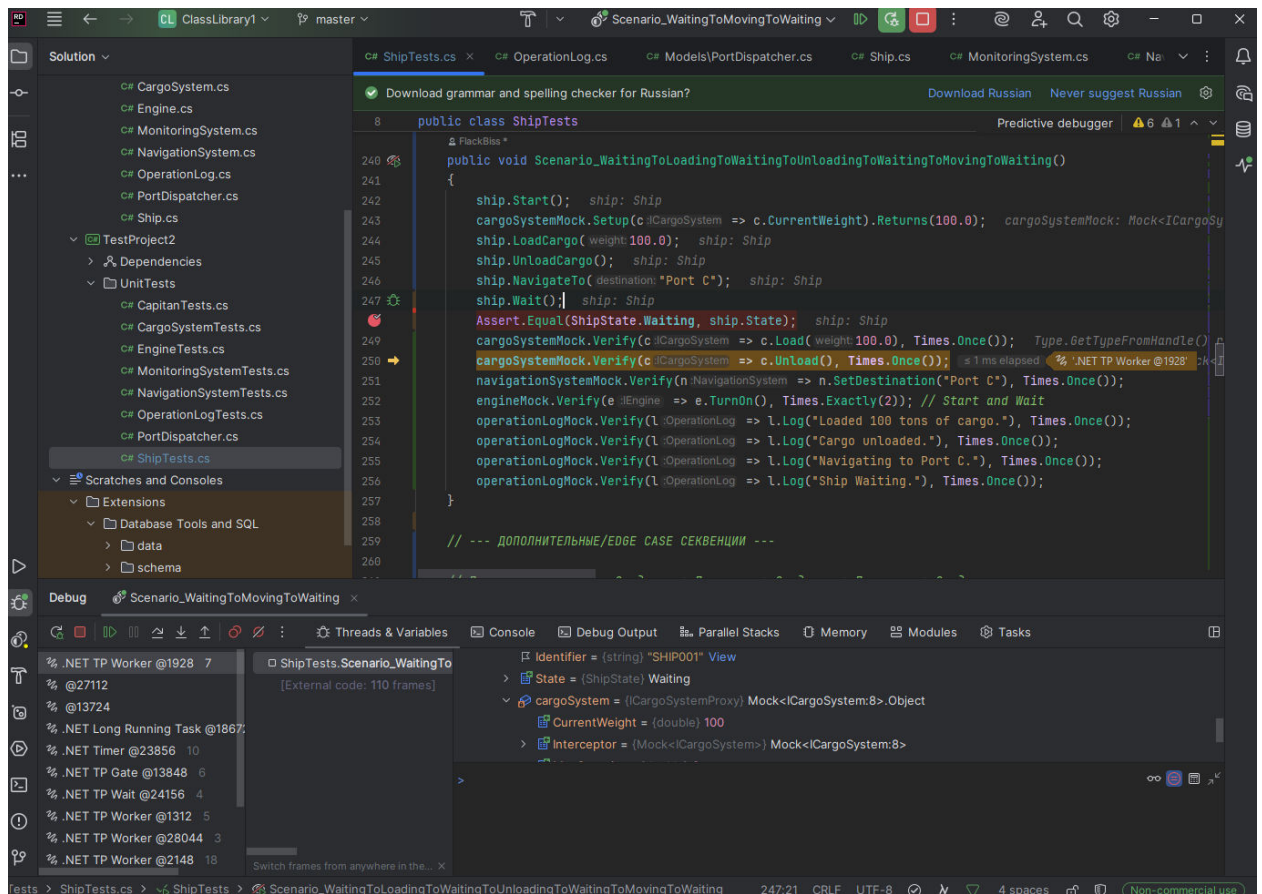 RD CL ClassLibrary1 master Scenario_WaitingToMovingToWaiting
Solution
CargoSystem.cs
Engine.cs
MonitoringSystem.cs
NavigationSystem.cs
OperationLog.cs
PortDispatcher.cs
Ship.cs
TestProject2
Dependencies
UnitTests
CapitanTests.cs
CargoSystemTests.cs
EngineTests.cs
MonitoringSystemTests.cs
NavigationSystemTests.cs
OperationLogTests.cs
PortDispatcher.cs
ShipTests.cs
Scratches and Consoles
Extensions
Database Tools and SQL
data
schema
C# ShipTests.cs × C# OperationLog.cs C# Models\PortDispatcher.cs C# Ship.cs C# MonitoringSystem.cs C# Na
Download grammar and spelling checker for Russian? Download Russian Never suggest Russian
8 public class ShipTests Predictive debugger 6 1
FlackBiss *
240 public void Scenario_WaitingToLoadingToWaitingToUnloadingToWaitingToMovingToWaiting()
241 {
242 ship.Start(); ship: Ship
243 cargoSystemMock.Setup(c :ICargoSystem => c.CurrentWeight).Returns(100.0); cargoSystemMock: Mock<ICargoSy
244 ship.LoadCargo( weight: 100.0); ship: Ship
245 ship.UnloadCargo(); ship: Ship
246 ship.NavigateTo( destination: "Port C"); ship: Ship
247 ship.Wait(); ship: Ship
Assert.Equal(ShipState.Waiting, ship.State); ship: Ship
249 cargoSystemMock.Verify(c :ICargoSystem => c.Load( weight: 100.0), Times.Once()); Type.GetTypeFromHandle()
250 cargoSystemMock.Verify(c :ICargoSystem => c.Unload(), Times.Once()); ≤ 1 ms elapsed '.NET TP Worker @1928'
251 navigationSystemMock.Verify(n :NavigationSystem => n.SetDestination("Port C"), Times.Once());
252 engineMock.Verify(e :IEngine => e.TurnOn(), Times.Exactly(2)); // Start and Wait
253 operationLogMock.Verify(l :OperationLog => l.Log("Loaded 100 tons of cargo."), Times.Once());
254 operationLogMock.Verify(l :OperationLog => l.Log("Cargo unloaded."), Times.Once());
255 operationLogMock.Verify(l :OperationLog => l.Log("Navigating to Port C."), Times.Once());
256 operationLogMock.Verify(l :OperationLog => l.Log("Ship Waiting."), Times.Once());
257 }
258
259 // --- ДОПОЛНИТЕЛЬНЫЕ/EDGE CASE СЕКВЕНЦИИ ---
260
Debug Scenario_WaitingToMovingToWaiting ×
Threads & Variables Console Debug Output Parallel Stacks Memory Modules Tasks
.NET TP Worker @1928 7
@27112
@13724
.NET Long Running Task @1867
.NET Timer @23856 10
.NET TP Gate @13848 6
.NET TP Wait @24156 4
.NET TP Worker @1312 5
.NET TP Worker @28044 3
.NET TP Worker @2148 18
ShipTests.Scenario_WaitingTo
[External code: 110 frames]
Switch frames from anywhere in the... ×
Identifier = {string} "SHIP001" View
State = {ShipState} Waiting
cargoSystem = {ICargoSystemProxy} Mock<ICargoSystem:8>.Object
CurrentWeight = {double} 100
Interceptor = {Mock<ICargoSystem>} Mock<ICargoSystem:8>
>
Tests > ShipTests.cs > ShipTests > Scenario_WaitingToLoadingToWaitingToUnloadingToWaitingToMovingToWaiting 247:21 CRLF UTF-8 4 spaces Non-commercial use